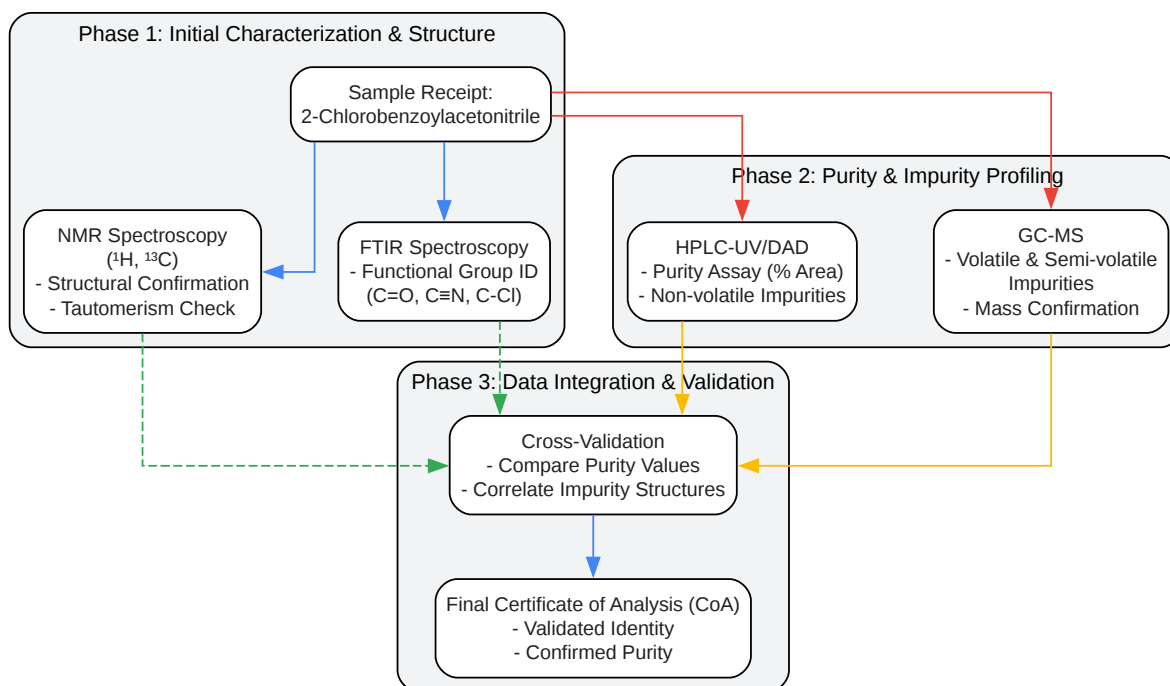 Phase 1: Initial Characterization & Structure
Sample Receipt:
2-Chlorobenzoylacetonitrile
Phase 2: Purity & Impurity Profiling
NMR Spectroscopy
(¹H, ¹³C)
- Structural Confirmation
- Tautomerism Check
FTIR Spectroscopy
- Functional Group ID
(C=O, C≡N, C-Cl)
HPLC-UV/DAD
- Purity Assay (% Area)
- Non-volatile Impurities
GC-MS
- Volatile & Semi-volatile
Impurities
- Mass Confirmation
Phase 3: Data Integration & Validation
Cross-Validation
- Compare Purity Values
- Correlate Impurity Structures
Final Certificate of Analysis (CoA)
- Validated Identity
- Confirmed Purity